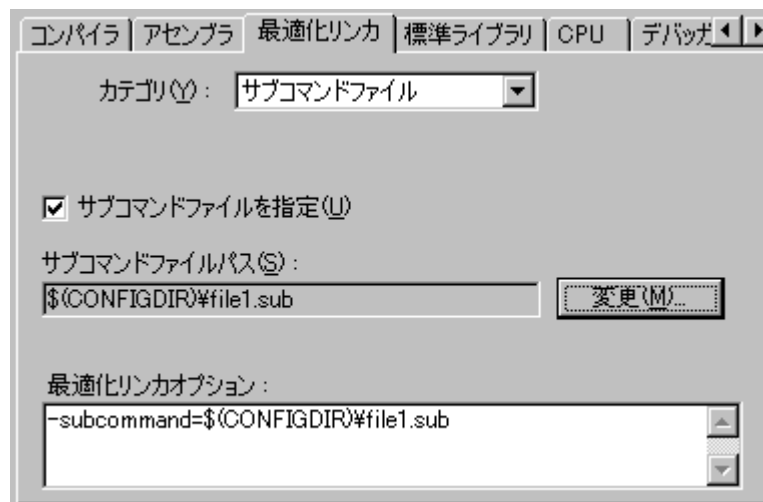 コンパイラ アセンブラ 最適化リンカ 標準ライブラリ CPU デバッガ
カテゴリ(Y)： サブコマンドファイル
サブコマンドファイルを指定(U)
サブコマンドファイルパス(S)：
$(CONFIGDIR)¥file1.sub 変更(M)...
最適化リンカオプション：
-subcommand=$(CONFIGDIR)¥file1.sub